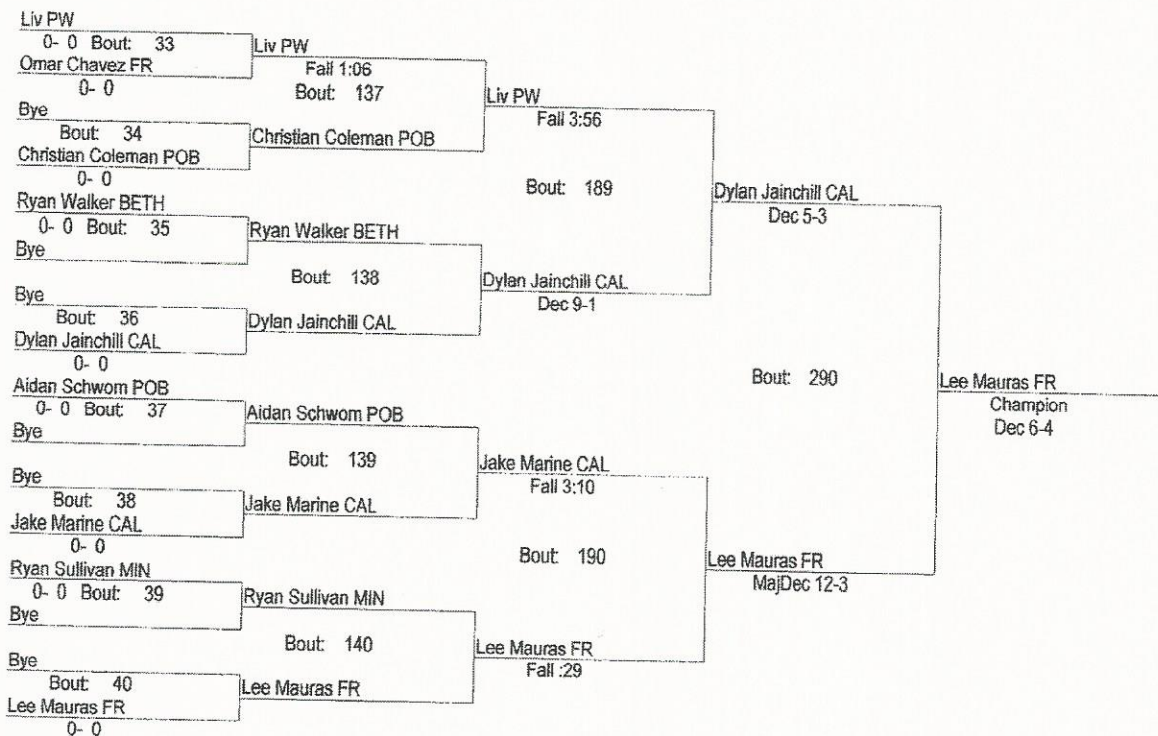 Liv PW
0- 0 Bout: 33
Omar Chavez FR
0- 0
Bye
Bout: 34
Christian Coleman POB
0- 0
Ryan Walker BETH
0- 0 Bout: 35
Bye
Bye
Bout: 36
Dylan Jainchill CAL
0- 0
Aidan Schwom POB
0- 0 Bout: 37
Bye
Bye
Bout: 38
Jake Marine CAL
0- 0
Ryan Sullivan MIN
0- 0 Bout: 39
Bye
Bye
Bout: 40
Lee Mauras FR
0- 0
Liv PW
Fall 1:06
Bout: 137
Christian Coleman POB
Ryan Walker BETH
Bout: 138
Dylan Jainchill CAL
Aidan Schwom POB
Bout: 139
Jake Marine CAL
Ryan Sullivan MIN
Bout: 140
Lee Mauras FR
Liv PW
Fall 3:56
Bout: 189
Dylan Jainchill CAL
Dec 9-1
Jake Marine CAL
Fall 3:10
Bout: 190
Lee Mauras FR
Fall :29
Dylan Jainchill CAL
Dec 5-3
Bout: 290
Lee Mauras FR
MajDec 12-3
Lee Mauras FR
Champion
Dec 6-4